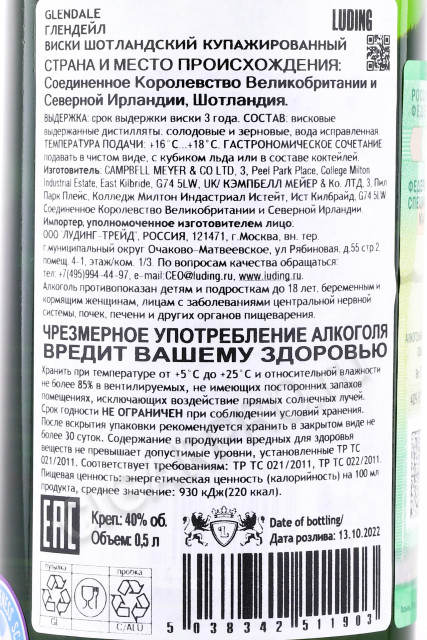 GLENDALE
LUDING
ГЛЕНДЕЙЛ
ВИСКИ ШОТЛАНДСКИЙ КУПАЖИРОВАННЫЙ
СТРАНА И МЕСТО ПРОИСХОЖДЕНИЯ:
Соединенное Королевство Великобритании и
Северной Ирландии, Шотландия.
ВЫДЕРЖКА: срок выдержки виски 3 года. СОСТАВ: висковые
выдержанные дистилляты: солодовые и зерновые, вода исправленная.
ТЕМПЕРАТУРА ПОДАЧИ: +16°С...+18°С. ГАСТРОНОМИЧЕСКОЕ СОЧЕТАНИЕ
подавать в чистом виде, с кубиком льда или в составе коктейлей.
Изготовитель: CAMPBELL MEYER & CO LTD, 3, Peel Park Place, College Milton
Industrial Estate, East Kilbride, G74 5LW, UK/ КЭМПБЕЛЛ МЕЙЕР & Ко. ЛТД, 3, Пил
Парк Плейс, Колледж Милтон Индастриал Истейт, Ист Килбрайд, G74 5LW
Соединенное Королевство Великобритании и Северной Ирландии.
Импортер, уполномоченное изготовителем лицо:
ООО "ЛУДИНГ-ТРЕЙД", РОССИЯ, 121471, г.Москва, вн. тер.
г.муниципальный округ Очаково-Матвеевское, ул Рябиновая, д.55 стр.2
помещ. 4-1, этаж/ком. 1/3. По вопросам качества обращаться:
тел: +7(495)994-44-97, e-mail:CEO@luding.ru, www.luding.ru.
Алкоголь противопоказан детям и подросткам до 18 лет, беременным и
кормящим женщинам, лицам с заболеваниями центральной нервной
системы, почек, печени и других органов пищеварения.
ЧРЕЗМЕРНОЕ УПОТРЕБЛЕНИЕ АЛКОГОЛЯ
ВРЕДИТ ВАШЕМУ ЗДОРОВЬЮ
Хранить при температуре от +5°С до +25°С и относительной влажности
не более 85% в вентилируемых, не имеющих посторонних запахов
помещениях, исключающих воздействие прямых солнечных лучей.
Срок годности НЕ ОГРАНИЧЕН при соблюдении условий хранения.
После вскрытия упаковки рекомендуется хранить в закрытом виде не
более 30 суток. Содержание в продукции вредных для здоровья
веществ не превышает допустимые уровни, установленные ТР ТС
021/2011. Соответствует требованиям: ТР ТС 021/2011, ТР ТС 022/2011.
Пищевая ценность: энергетическая ценность (калорийность) на 100 мл
продукта, среднее значение – 930 кДж(220 ккал).
EAC
Креп.: 40% об.
Объем: 0,5 л
Date of bottling/
Дата розлива: 13.10.2022
бутылка
пробка
GL
C/ALU
5 038342 511903